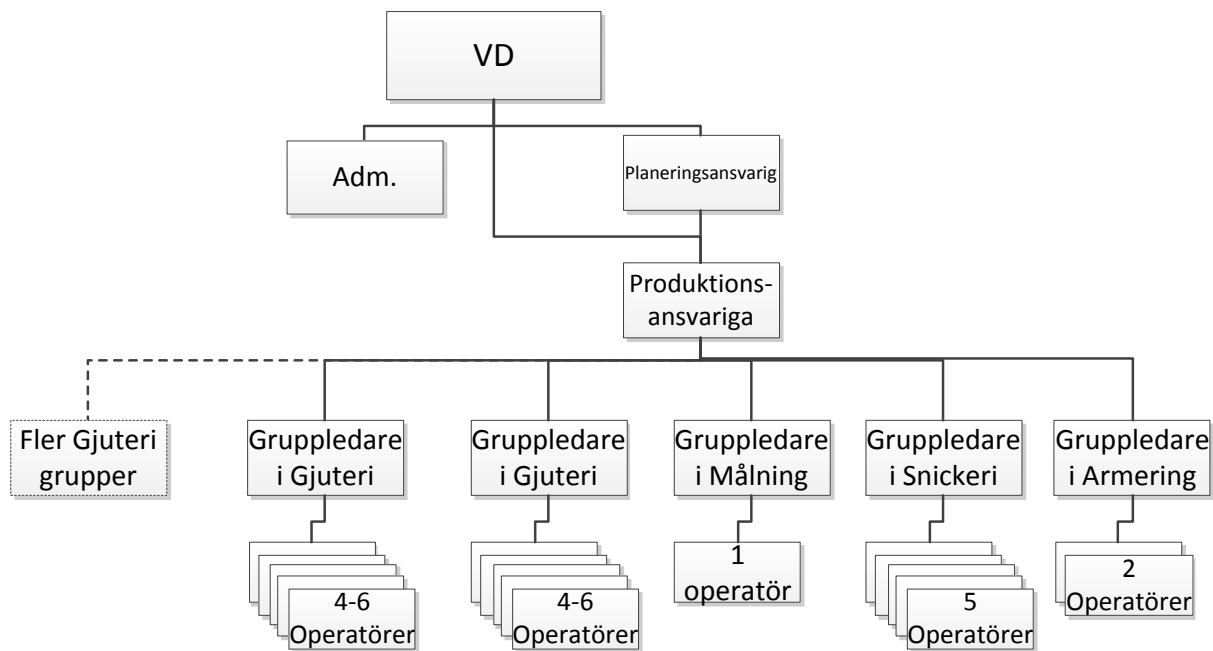 VD
Adm.
Planeringsansvarig
Produktions-
ansvariga
Fler Gjuteri
grupper
Gruppledare
i Gjuteri
Gruppledare
i Gjuteri
Gruppledare
i Målning
Gruppledare
i Snickeri
Gruppledare
i Armering
4-6
Operatörer
4-6
Operatörer
1
operatör
5
Operatörer
2
Operatörer